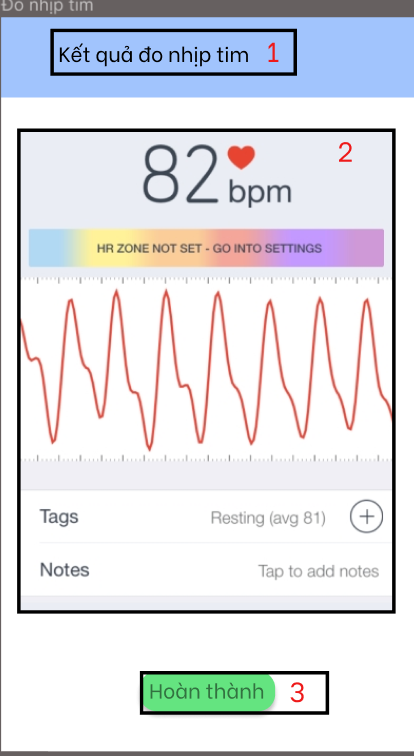 Đo nhịp tim
Kết quả đo nhịp tim 1
82 bpm 2
HR ZONE NOT SET - GO INTO SETTINGS
Tags Resting (avg 81)
Notes Tap to add notes
Hoàn thành 3